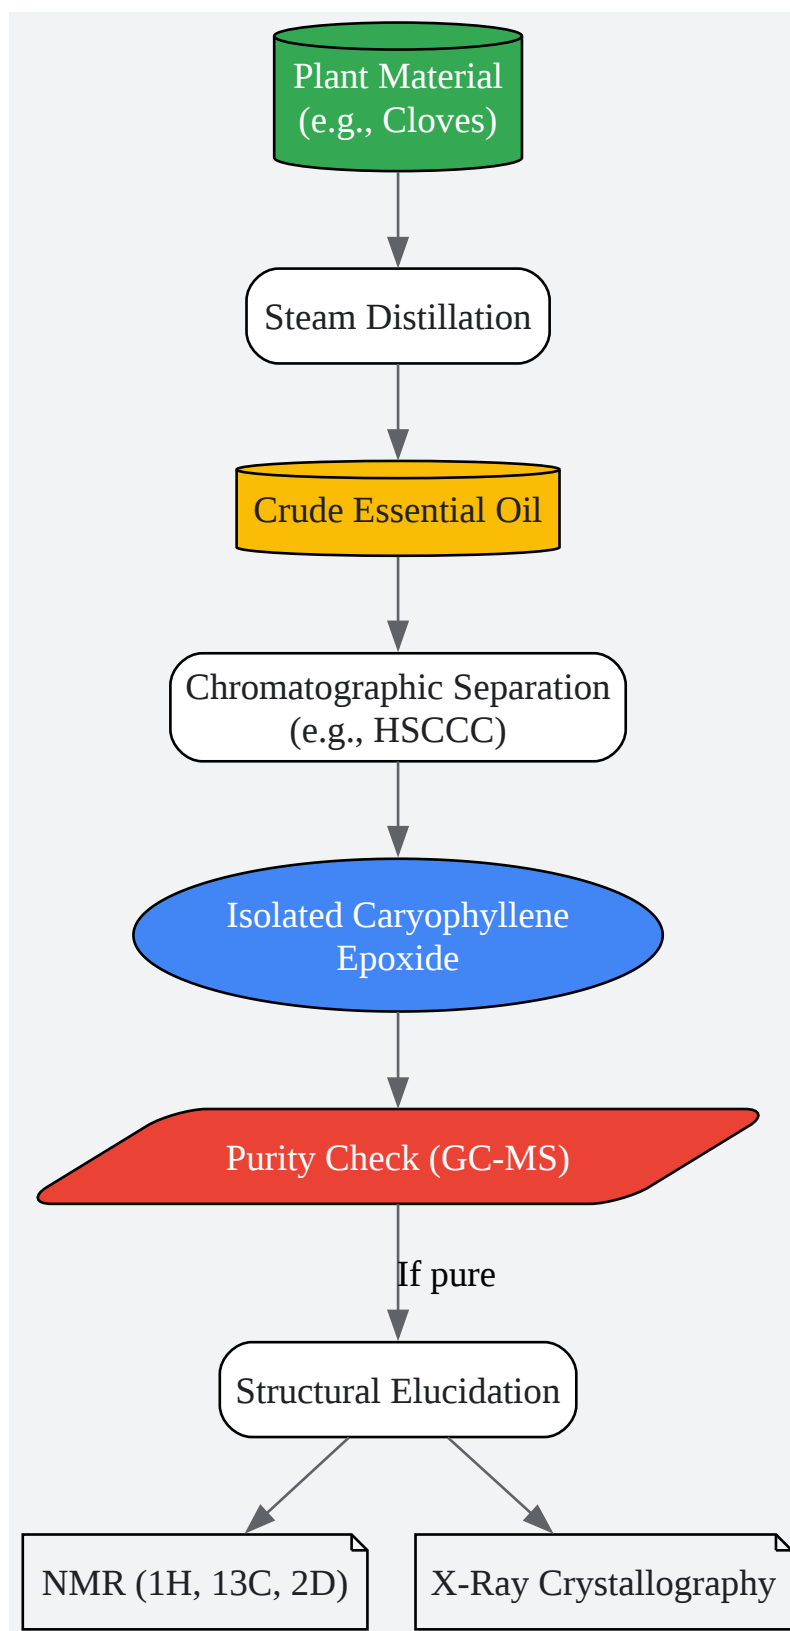 Plant Material
(e.g., Cloves)
Steam Distillation
Crude Essential Oil
Chromatographic Separation
(e.g., HSCCC)
Isolated Caryophyllene
Epoxide
Purity Check (GC-MS)
If pure
Structural Elucidation
NMR (1H, 13C, 2D)
X-Ray Crystallography